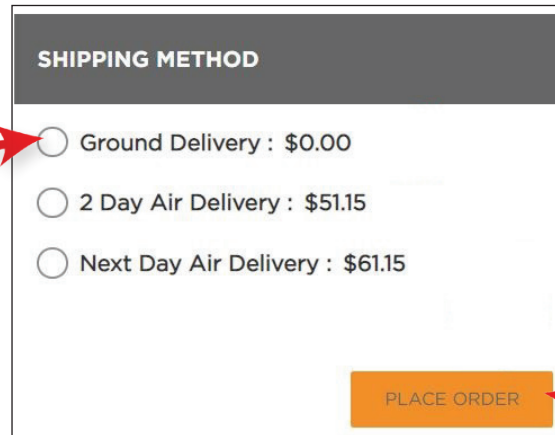 SHIPPING METHOD
Ground Delivery : $0.00
2 Day Air Delivery : $51.15
Next Day Air Delivery : $61.15
PLACE ORDER